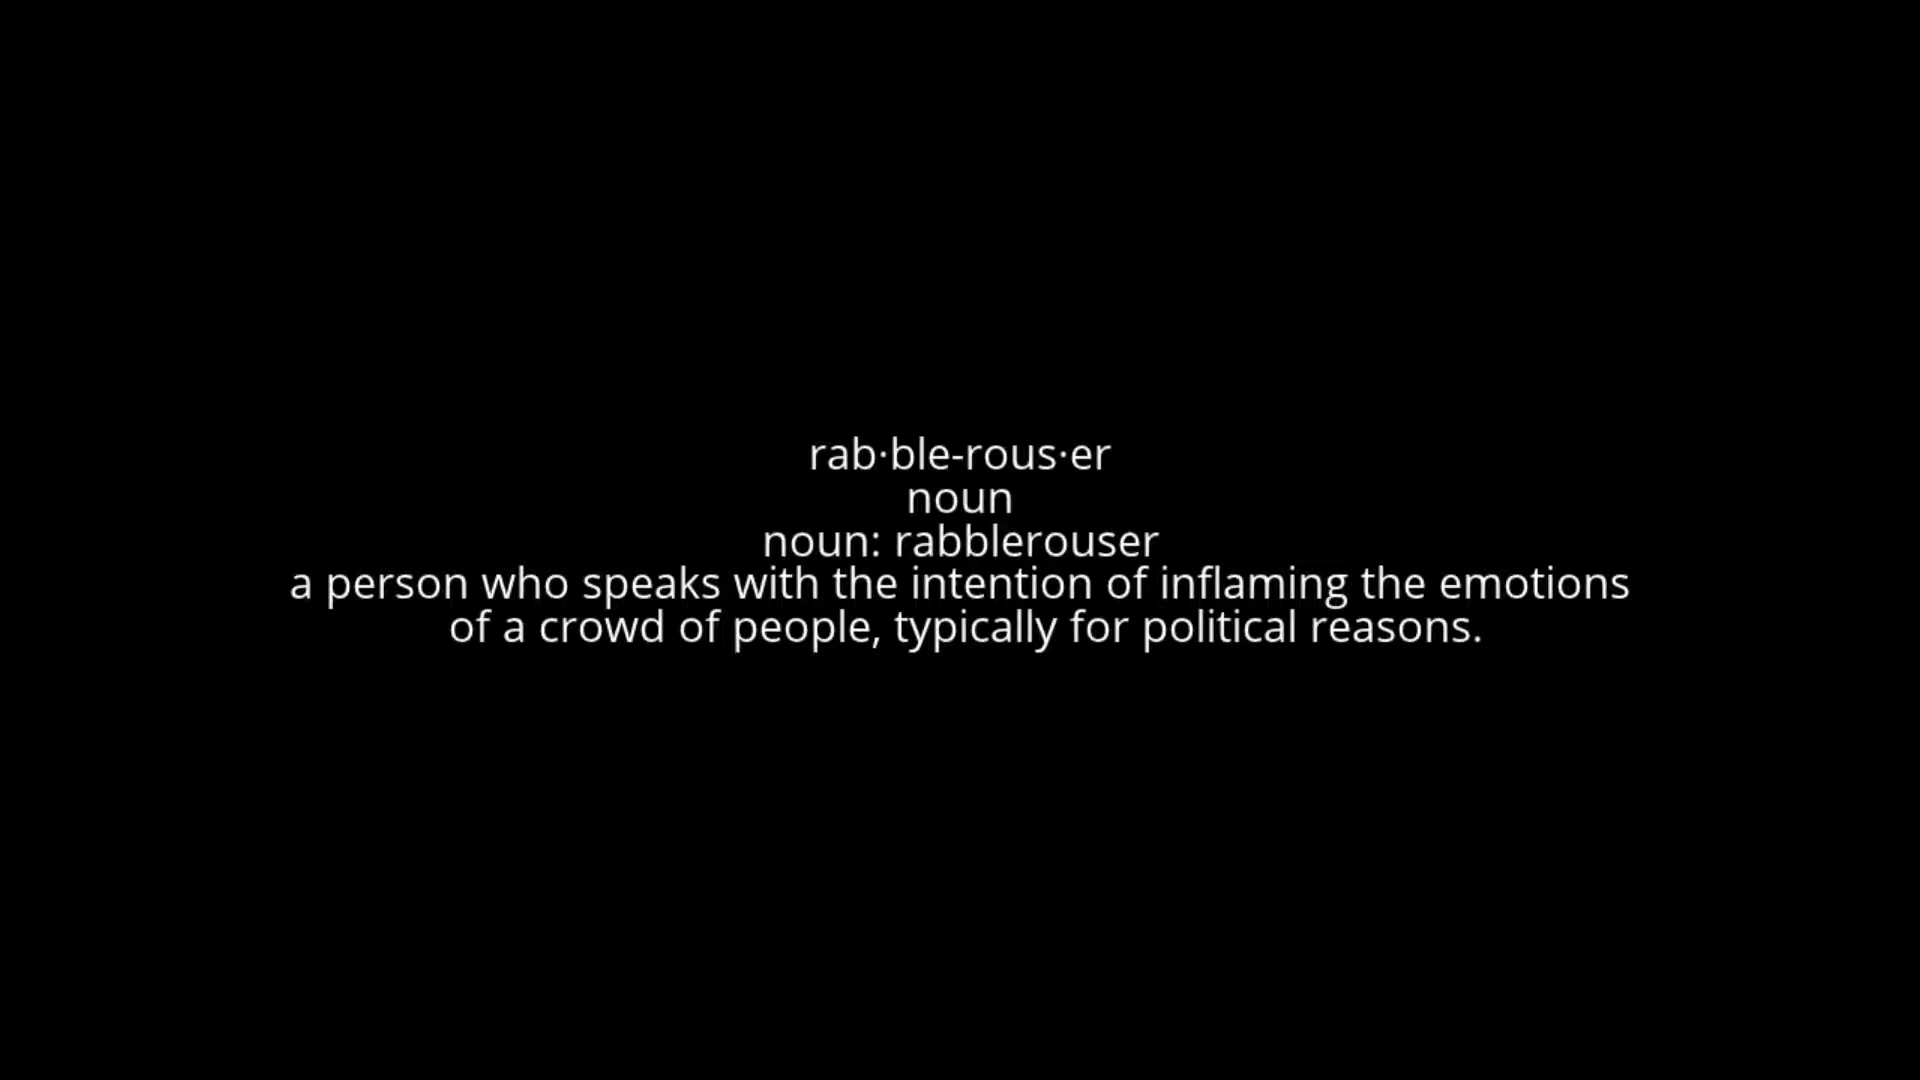 rab·ble-rous·er
noun
noun: rabblerouser
a person who speaks with the intention of inflaming the emotions
of a crowd of people, typically for political reasons.